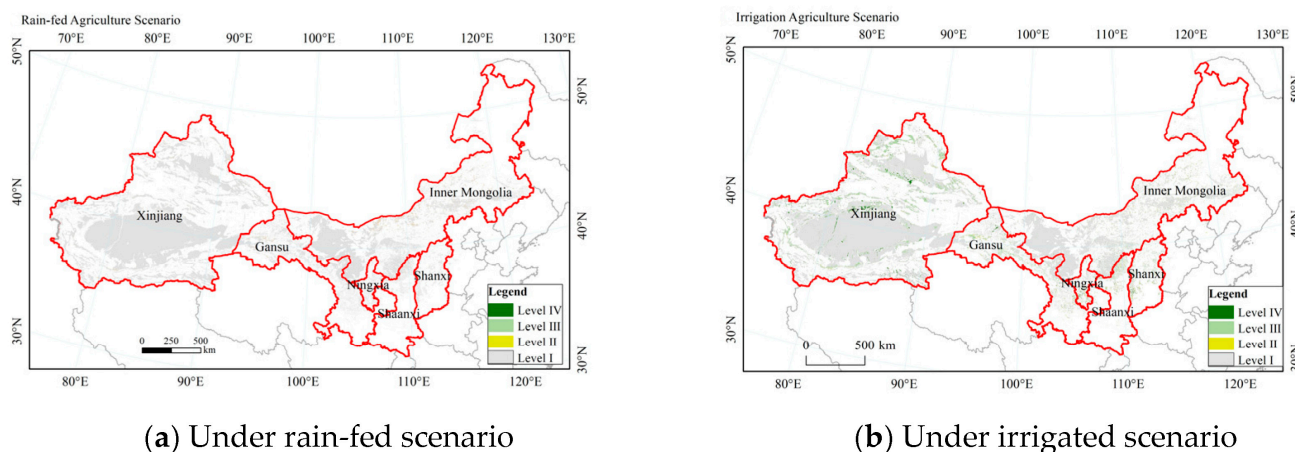 Rain-fed Agriculture Scenario
70°E 80°E 90°E 100°E 110°E 120°E 130°E
50°N
50°N
40°N
40°N
30°N
30°N
Inner Mongolia
Xinjiang
Gansu
Shanxi
Ningxia
Shaanxi
Legend
Level IV
Level III
Level II
Level I
0 250 500
km
80°E 90°E 100°E 110°E 120°E
(a) Under rain-fed scenario
Irrigation Agriculture Scenario
70°E 80°E 90°E 100°E 110°E 120°E 130°E
50°N
50°N
40°N
40°N
30°N
Inner Mongolia
Xinjiang
Gansu
Shanxi
Ningxia
Shaanxi
Legend
Level IV
Level III
Level II
Level I
0 500 km
80°E 90°E 100°E 110°E 120°E
(b) Under irrigated scenario